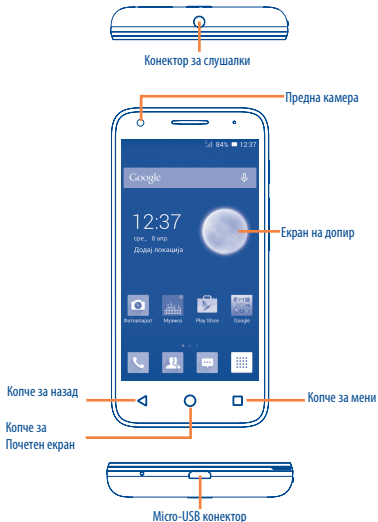 Конектор за слушалки
Предна камера
84% 12:37
Google
12:37
сре., 8 апр.
Додај локација
Екран на допир
Фотоапарат Музика Play Store Google
Копче за назад
Копче за мени
Копче за
Почетен екран
Micro-USB конектор